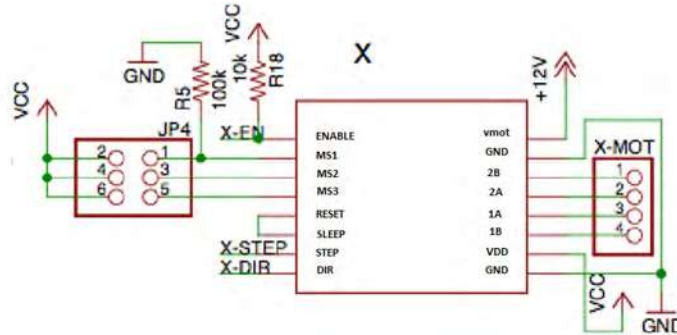 X
VCC
GND
R5
100k
VCC
10k
R18
+12V
VCC
JP4
2 1
4 3
6 5
X-EN
X-STEP
X-DIR
ENABLE
MS1
MS2
MS3
RESET
SLEEP
STEP
DIR
vmot
GND
2B
2A
1A
1B
VDD
GND
X-MOT
1
2
3
4
VCC
GND